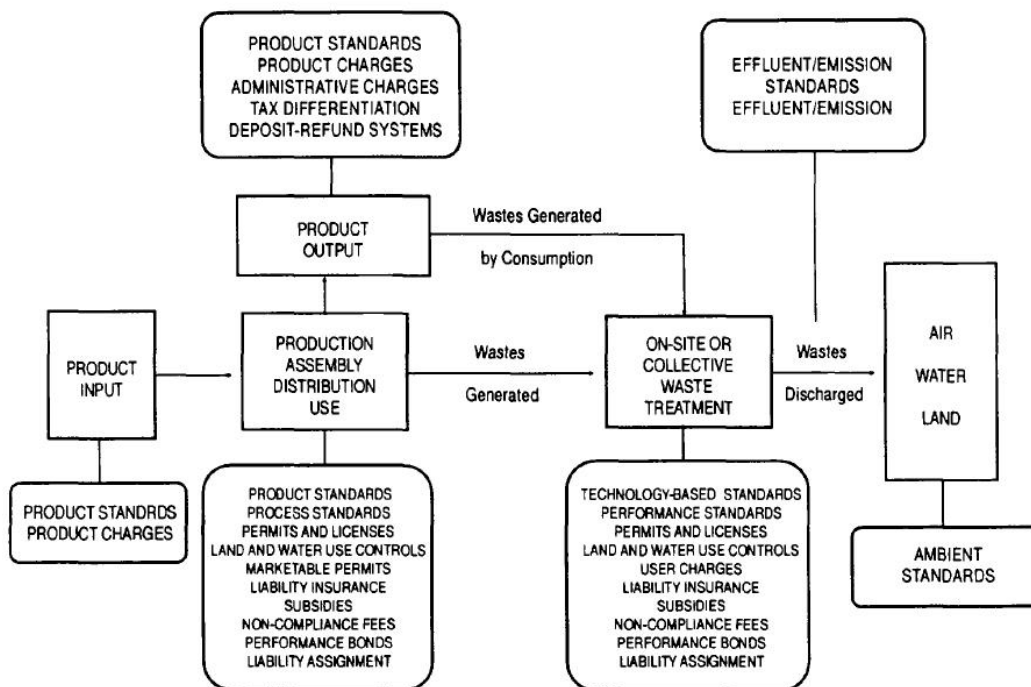 PRODUCT STANDARDS
PRODUCT CHARGES
ADMINISTRATIVE CHARGES
TAX DIFFERENTIATION
DEPOSIT-REFUND SYSTEMS
EFFLUENT/EMISSION
STANDARDS
EFFLUENT/EMISSION
PRODUCT
OUTPUT
Wastes Generated
by Consumption
PRODUCT
INPUT
PRODUCTION
ASSEMBLY
DISTRIBUTION
USE
Wastes
Generated
ON-SITE OR
COLLECTIVE
WASTE
TREATMENT
Wastes
Discharged
AIR
WATER
LAND
PRODUCT STANDRDS
PRODUCT CHARGES
PRODUCT STANDARDS
PROCESS STANDARDS
PERMITS AND LICENSES
LAND AND WATER USE CONTROLS
MARKETABLE PERMITS
LIABILITY INSURANCE
SUBSIDIES
NON-COMPLIANCE FEES
PERFORMANCE BONDS
LIABILITY ASSIGNMENT
TECHNOLOGY-BASED STANDARDS
PERFORMANCE STANDARDS
PERMITS AND LICENSES
LAND AND WATER USE CONTROLS
USER CHARGES
LIABILITY INSURANCE
SUBSIDIES
NON-COMPLIANCE FEES
PERFORMANCE BONDS
LIABILITY ASSIGNMENT
AMBIENT
STANDARDS